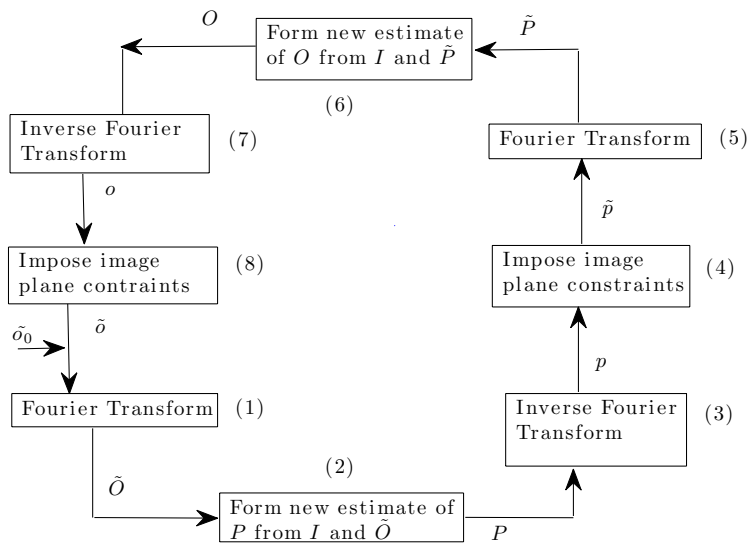 O
Form new estimate
of O from I and P̃
P̃
(6)
Inverse Fourier
Transform
(7)
Fourier Transform
(5)
o
p̃
Impose image
plane contraints
(8)
Impose image
plane constraints
(4)
õ
õ₀
p
Fourier Transform
(1)
Inverse Fourier
Transform
(3)
(2)
Õ
Form new estimate of
P from I and Õ
P